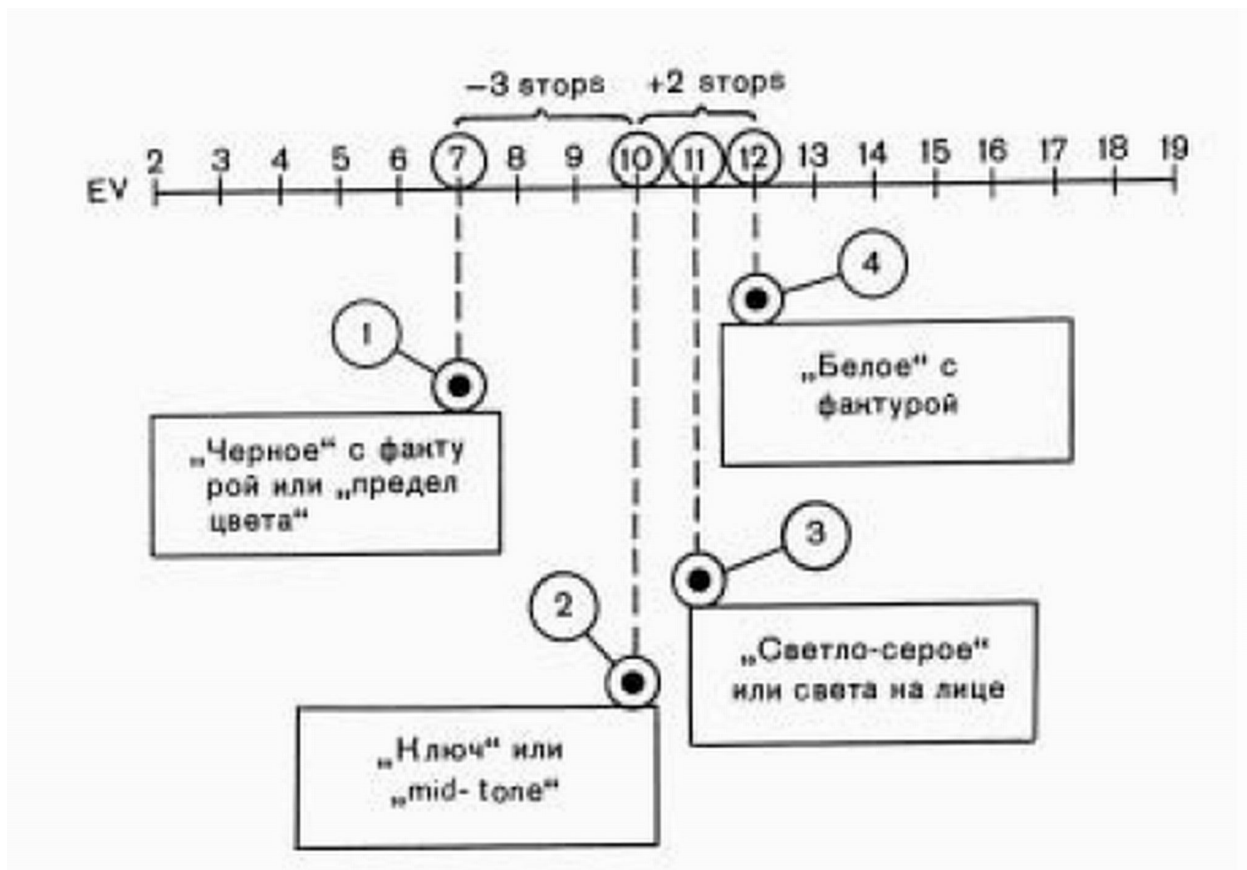 −3 stops +2 stops
2 3 4 5 6 7 8 9 10 11 12 13 14 15 16 17 18 19
EV
4
1
„Белое“ с
фактурой
„Черное“ с факту
рой или „предел
цвета“
3
2
„Светло-серое“
или света на лице
„Ключ“ или
„mid- tone“